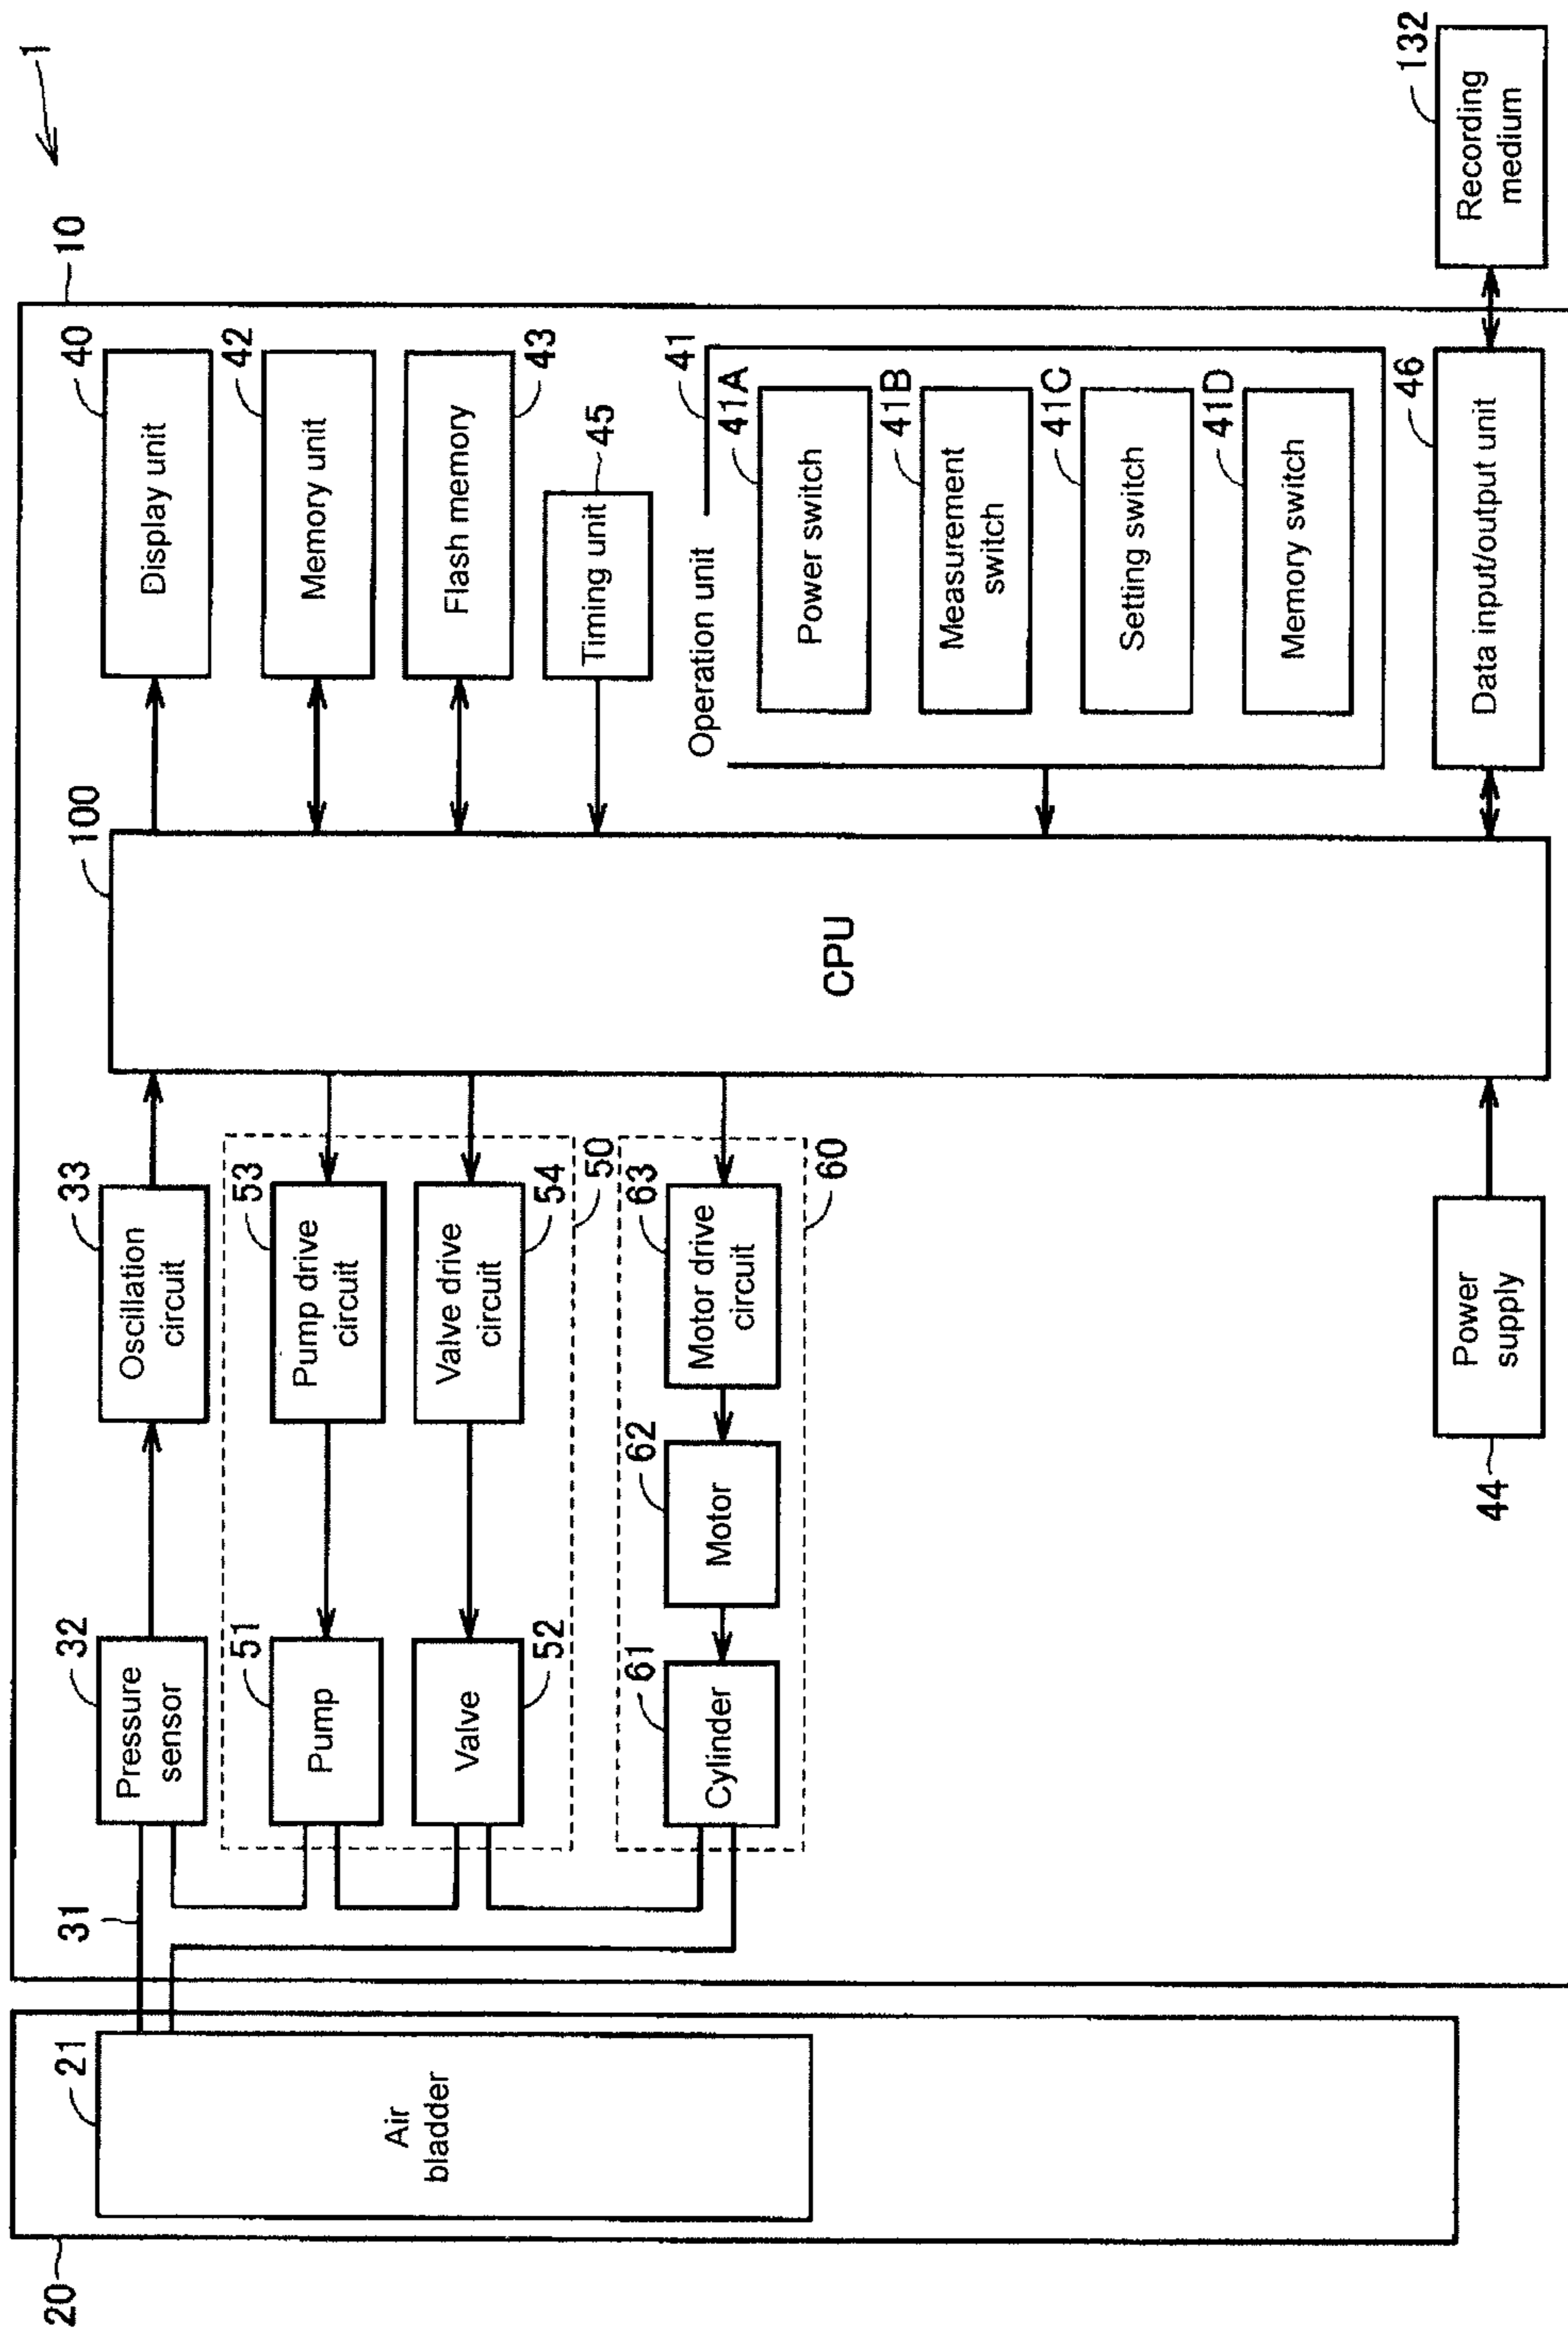 1
10
20
21
Air
bladder
31
32
Pressure
sensor
33
Oscillation
circuit
51
Pump
53
Pump drive
circuit
52
Valve
54
Valve drive
circuit
50
61
Cylinder
62
Motor
63
Motor drive
circuit
60
44
Power
supply
100
CPU
40
Display unit
42
Memory unit
43
Flash memory
45
Timing unit
Operation unit
41
41A
Power switch
41B
Measurement
switch
41C
Setting switch
41D
Memory switch
46
Data input/output unit
132
Recording
medium